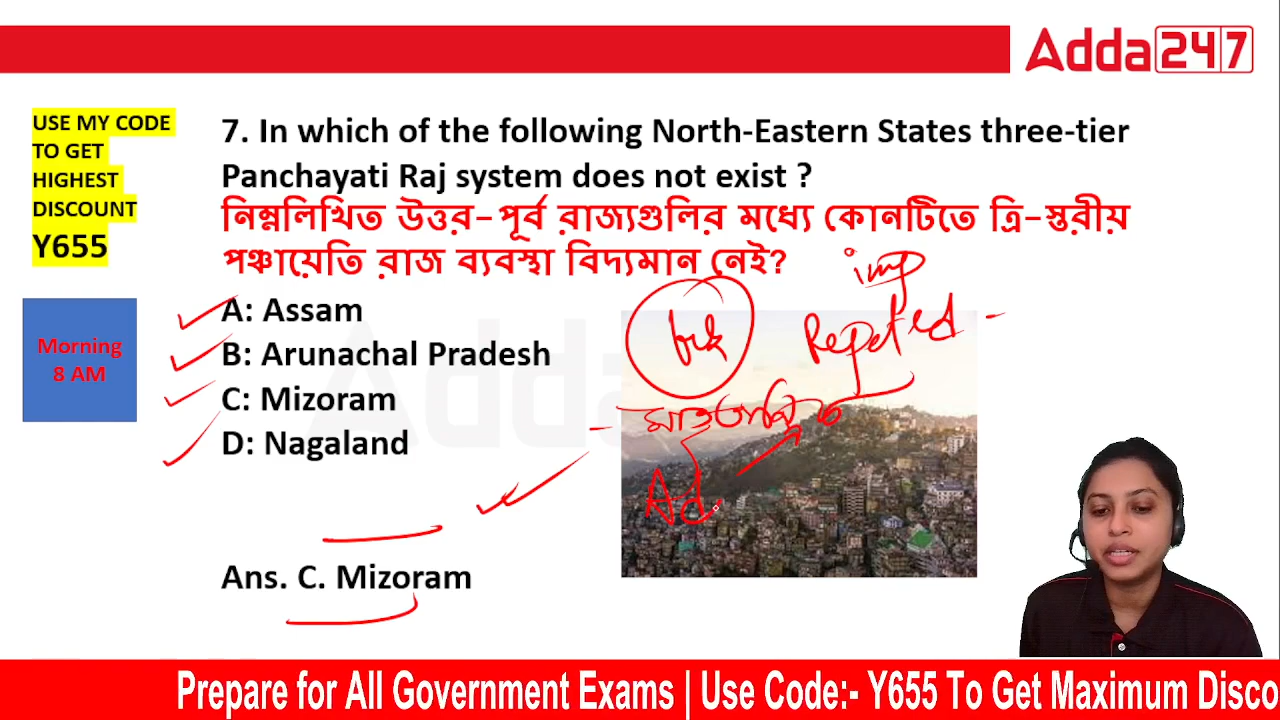 Adda247
USE MY CODE
TO GET
HIGHEST
DISCOUNT
Y655
7. In which of the following North-Eastern States three-tier
Panchayati Raj system does not exist ?
নিম্নলিখিত উত্তর-পূর্ব রাজ্যগুলির মধ্যে কোনটিতে ত্রি-স্তরীয়
পঞ্চায়েতি রাজ ব্যবস্থা বিদ্যমান নেই?
imp
Morning
8 AM
A: Assam
Repeted -
B: Arunachal Pradesh
C: Mizoram
D: Nagaland
Ad
Ans. C. Mizoram
Prepare for All Government Exams | Use Code:- Y655 To Get Maximum Disco